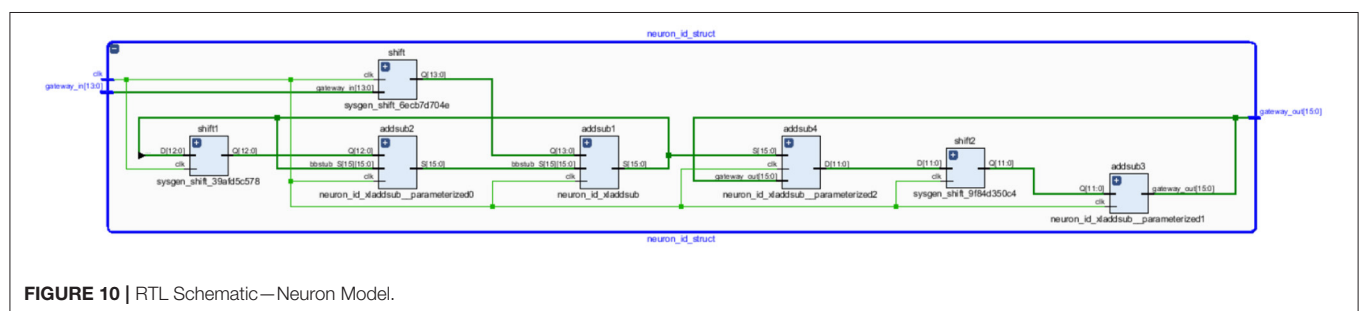 neuron_id_struct
shift
clk
gateway_in[13:0]
clk
gateway_in[13:0]
Q[13:0]
sysgen_shift_6ecb7d704e
gateway_out[15:0]
shift1
D[12:0]
clk
Q[12:0]
sysgen_shift_39afd5c578
addsub2
Q[12:0]
bbstub_S[15][15:0]
clk
S[15:0]
neuron_id_xladdsub__parameterized0
addsub1
Q[13:0]
bbstub_S[15][15:0]
clk
S[15:0]
neuron_id_xladdsub
addsub4
S[15:0]
clk
gateway_out[15:0]
D[11:0]
neuron_id_xladdsub__parameterized2
shift2
D[11:0]
clk
Q[11:0]
sysgen_shift_9f84d350c4
addsub3
Q[11:0]
clk
gateway_out[15:0]
neuron_id_xladdsub__parameterized1
neuron_id_struct
FIGURE 10 | RTL Schematic—Neuron Model.